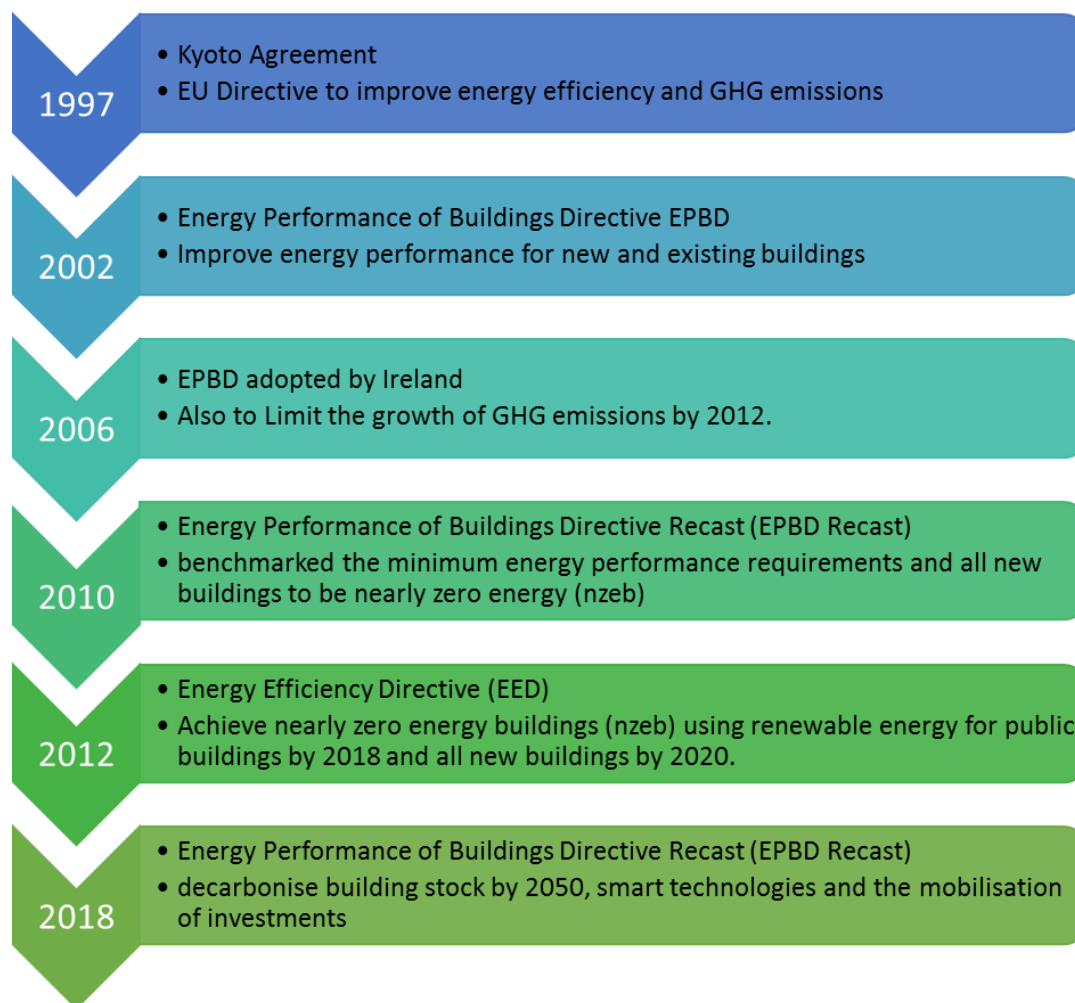 1997
• Kyoto Agreement
• EU Directive to improve energy efficiency and GHG emissions
2002
• Energy Performance of Buildings Directive EPBD
• Improve energy performance for new and existing buildings
2006
• EPBD adopted by Ireland
• Also to Limit the growth of GHG emissions by 2012.
2010
• Energy Performance of Buildings Directive Recast (EPBD Recast)
• benchmarked the minimum energy performance requirements and all new
buildings to be nearly zero energy (nzeb)
2012
• Energy Efficiency Directive (EED)
• Achieve nearly zero energy buildings (nzeb) using renewable energy for public
buildings by 2018 and all new buildings by 2020.
2018
• Energy Performance of Buildings Directive Recast (EPBD Recast)
• decarbonise building stock by 2050, smart technologies and the mobilisation
of investments